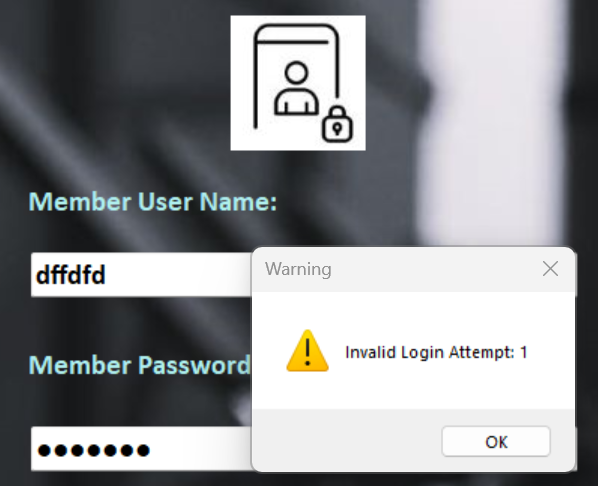 Member User Name:
dffdfd
Warning
Invalid Login Attempt: 1
Member Password
•••••••
OK